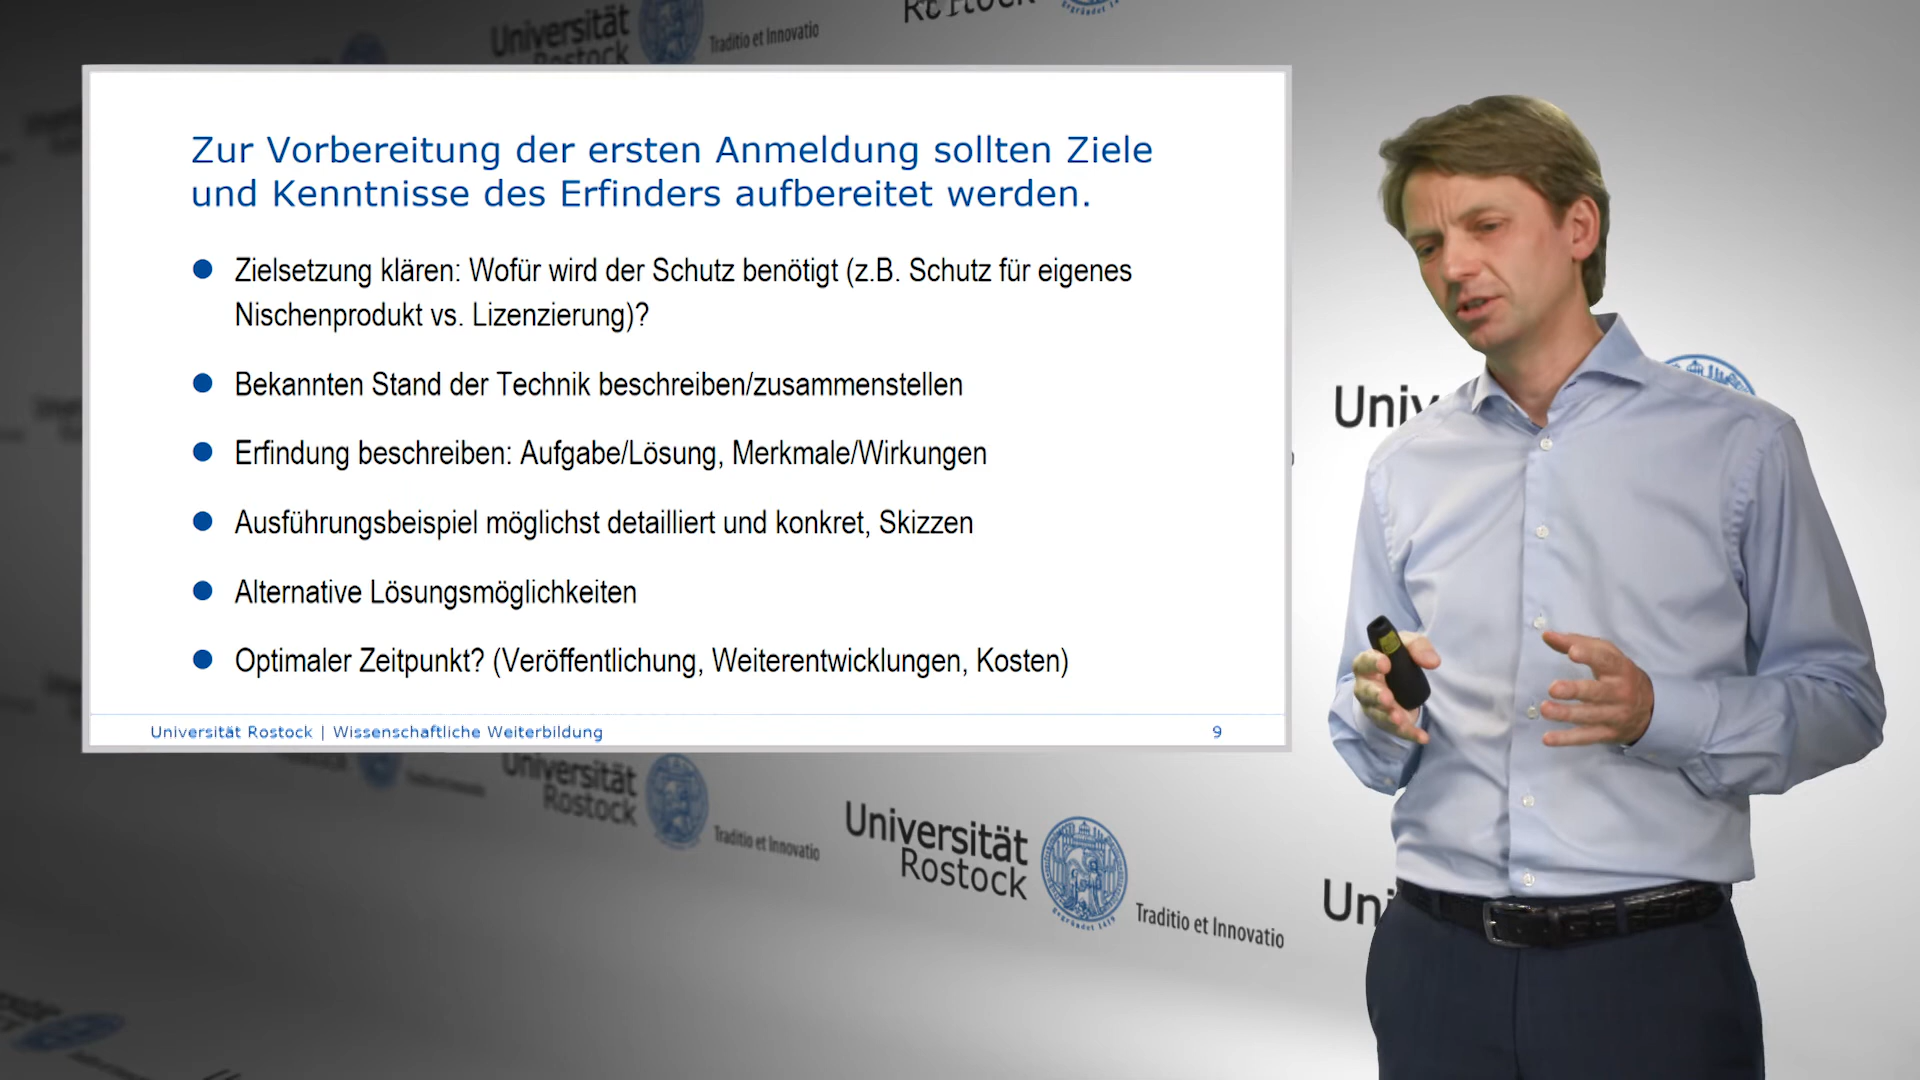 Universität
Rostock
Traditio et Innovatio
Zur Vorbereitung der ersten Anmeldung sollten Ziele
und Kenntnisse des Erfinders aufbereitet werden.
Zielsetzung klären: Wofür wird der Schutz benötigt (z.B. Schutz für eigenes
Nischenprodukt vs. Lizenzierung)?
Bekannten Stand der Technik beschreiben/zusammenstellen
Erfindung beschreiben: Aufgabe/Lösung, Merkmale/Wirkungen
Ausführungsbeispiel möglichst detailliert und konkret, Skizzen
Alternative Lösungsmöglichkeiten
Optimaler Zeitpunkt? (Veröffentlichung, Weiterentwicklungen, Kosten)
Universität Rostock | Wissenschaftliche Weiterbildung 9
Univ
Universität
Rostock
Traditio et Innovatio
Universität
Rostock
Traditio et Innovatio
Uni